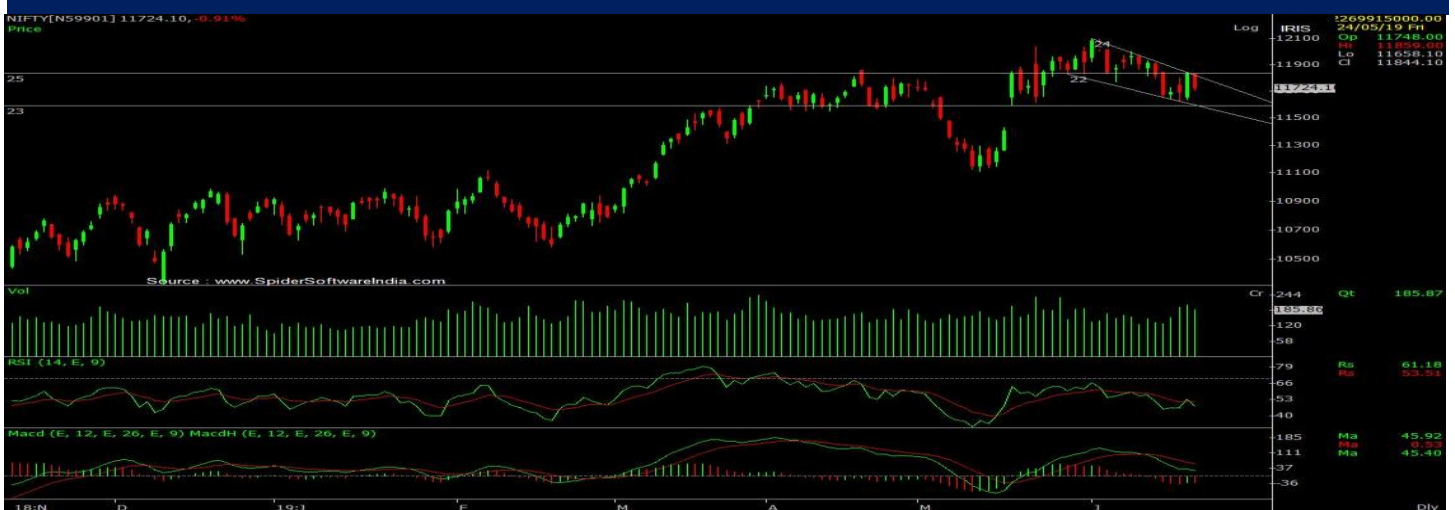 NIFTY[N59901] 11724.10,-0.91%
Price
Log
IRIS
2269915000.00
24/05/19 Fri
Op 11748.00
Hi 11859.00
Lo 11658.10
Cl 11844.10
12100
11900
11724.1
11500
11300
11100
10900
10700
10500
24
22
25
23
Source : www.SpiderSoftwareIndia.com
Vol
Cr
244
185.86
120
58
Qt 185.87
RSI (14, E, 9)
79
66
53
40
Rs 61.18
Rs 53.51
Macd (E, 12, E, 26, E, 9) MacdH (E, 12, E, 26, E, 9)
185
111
37
-36
Ma 45.92
Ma 0.53
Ma 45.40
18:N D 19:J F M A M J Dly